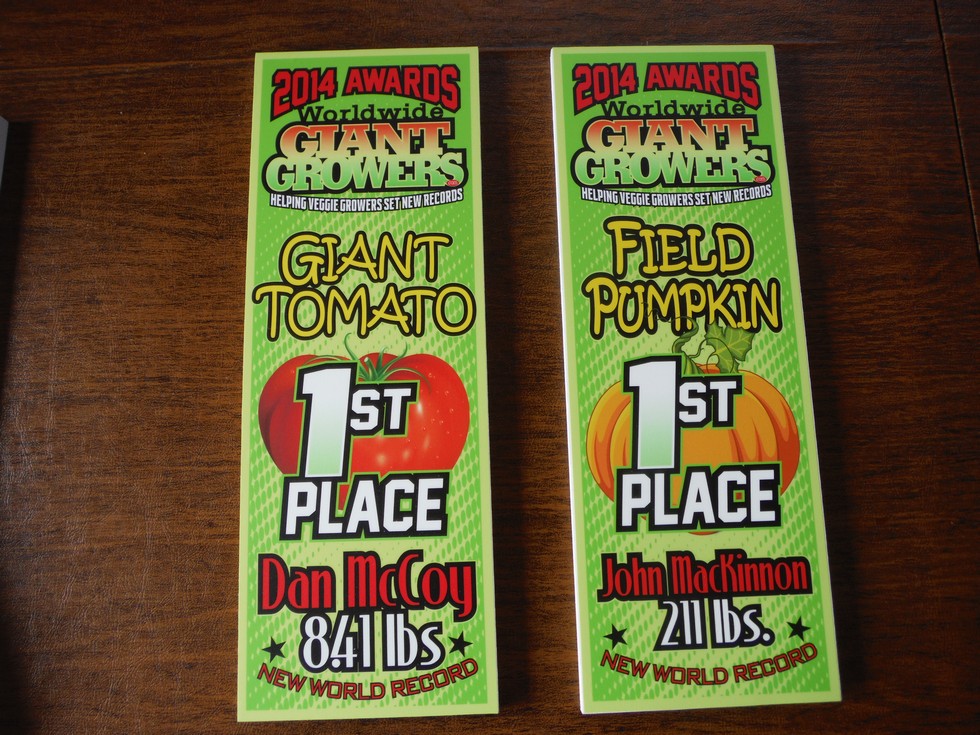 2014 AWARDS
Worldwide
GIANT
GROWERS
HELPING VEGGIE GROWERS SET NEW RECORDS
GIANT
TOMATO
1ST
PLACE
Dan McCoy
8.41 lbs
NEW WORLD RECORD
2014 AWARDS
Worldwide
GIANT
GROWERS
HELPING VEGGIE GROWERS SET NEW RECORDS
FIELD
PUMPKIN
1ST
PLACE
John MacKinnon
211 lbs.
NEW WORLD RECORD